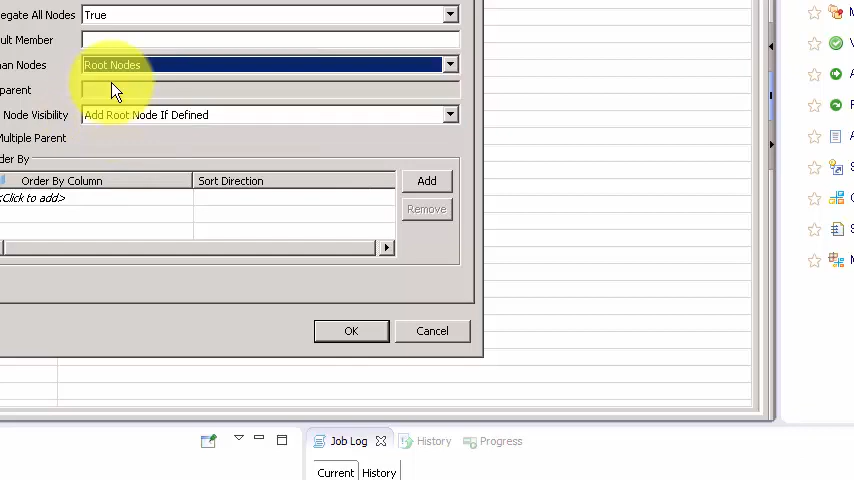 egate All Nodes True
ult Member
nan Nodes Root Nodes
parent
Node Visibility Add Root Node If Defined
Multiple Parent
der By
Order By Column Sort Direction Add
<Click to add> Remove
OK Cancel
Job Log History Progress
Current History